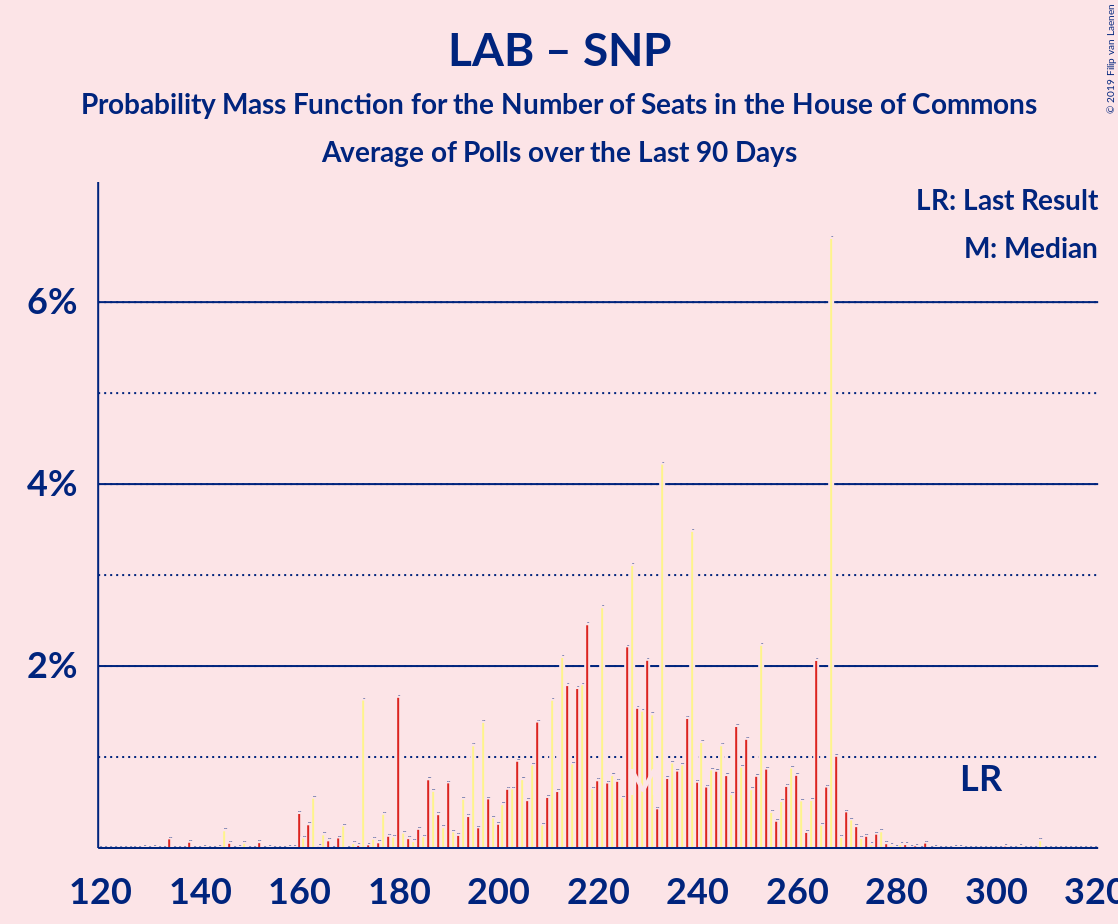 LAB – SNP
Probability Mass Function for the Number of Seats in the House of Commons
Average of Polls over the Last 90 Days
© 2019 Filip van Laenen
LR: Last Result
M: Median
6%
4%
2%
M
LR
120 140 160 180 200 220 240 260 280 300 320